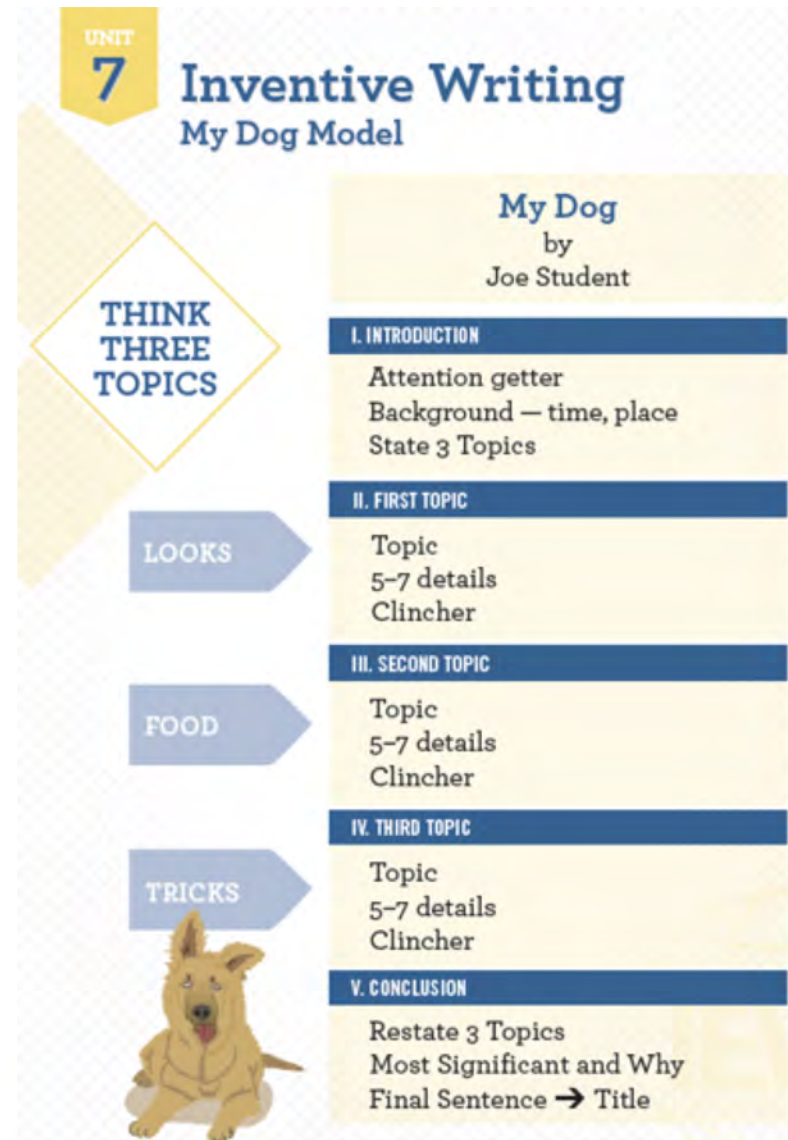 UNIT
7
Inventive Writing
My Dog Model
THINK
THREE
TOPICS
My Dog
by
Joe Student
I. INTRODUCTION
Attention getter
Background — time, place
State 3 Topics
LOOKS
II. FIRST TOPIC
Topic
5–7 details
Clincher
FOOD
III. SECOND TOPIC
Topic
5–7 details
Clincher
TRICKS
IV. THIRD TOPIC
Topic
5–7 details
Clincher
V. CONCLUSION
Restate 3 Topics
Most Significant and Why
Final Sentence ➔ Title